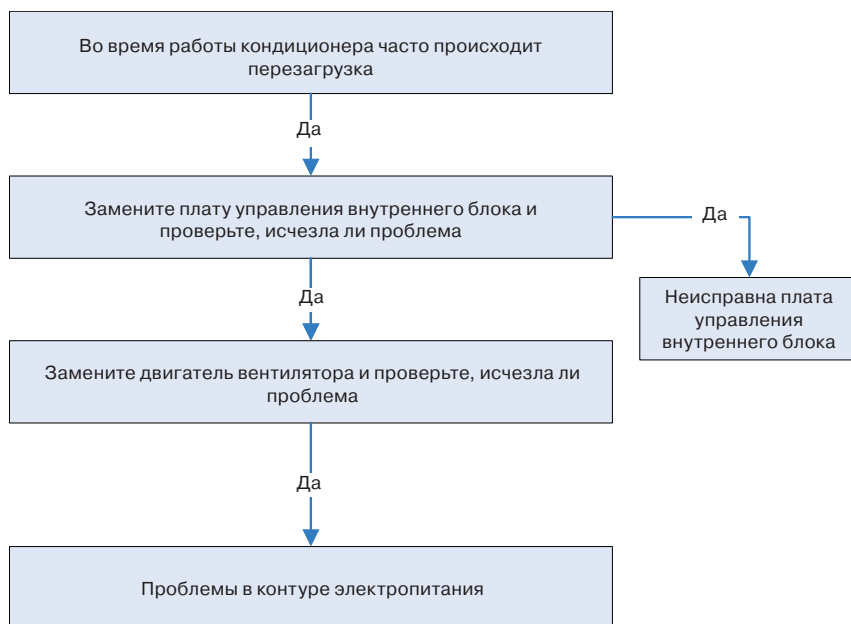 Во время работы кондиционера часто происходит
перезагрузка
Да
Замените плату управления внутреннего блока и
проверьте, исчезла ли проблема
Да
Да
Неисправна плата
управления
внутреннего блока
Замените двигатель вентилятора и проверьте, исчезла ли
проблема
Да
Проблемы в контуре электропитания